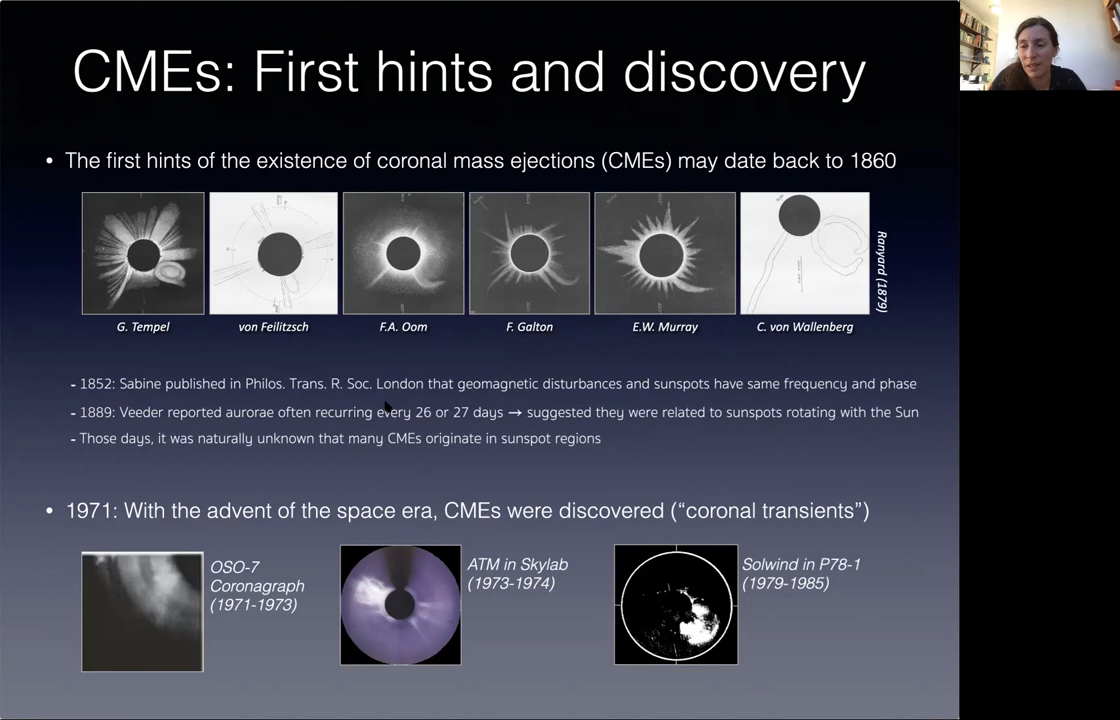 CMEs: First hints and discovery
• The first hints of the existence of coronal mass ejections (CMEs) may date back to 1860
Ranyard (1879)
G. Tempel
von Feilitzsch
F.A. Oom
F. Galton
E.W. Murray
C. von Wallenberg
- 1852: Sabine published in Philos. Trans. R. Soc. London that geomagnetic disturbances and sunspots have same frequency and phase
- 1889: Veeder reported aurorae often recurring every 26 or 27 days → suggested they were related to sunspots rotating with the Sun
- Those days, it was naturally unknown that many CMEs originate in sunspot regions
• 1971: With the advent of the space era, CMEs were discovered (“coronal transients”)
OSO-7
Coronagraph
(1971-1973)
ATM in Skylab
(1973-1974)
Solwind in P78-1
(1979-1985)